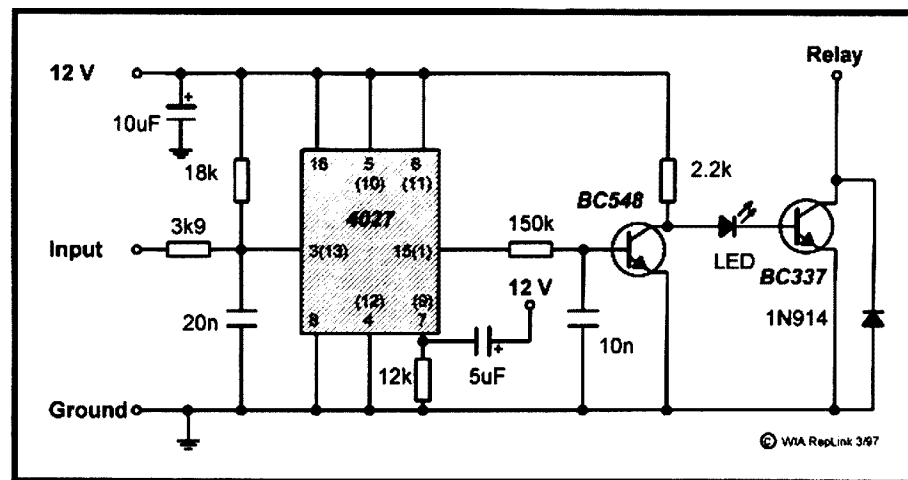 Relay
12 V
10uF
18k
16
5
6
(10)
(11)
4027
2.2k
BC548
150k
3k9
Input
3(13)
15(1)
LED
BC337
12 V
(12)
(9)
8
4
7
20n
10n
1N914
12k
5uF
Ground
© WIA RepLink 3/97